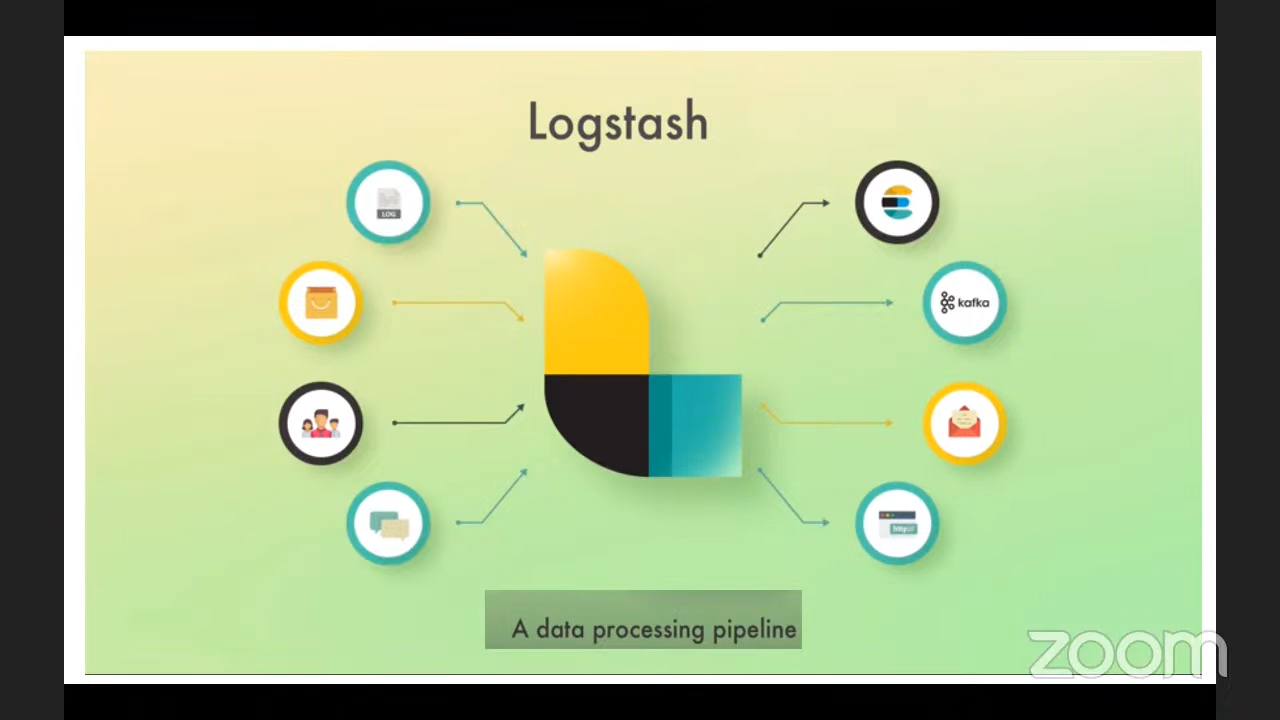 Logstash
LOG
kafka
http://
A data processing pipeline
zoom